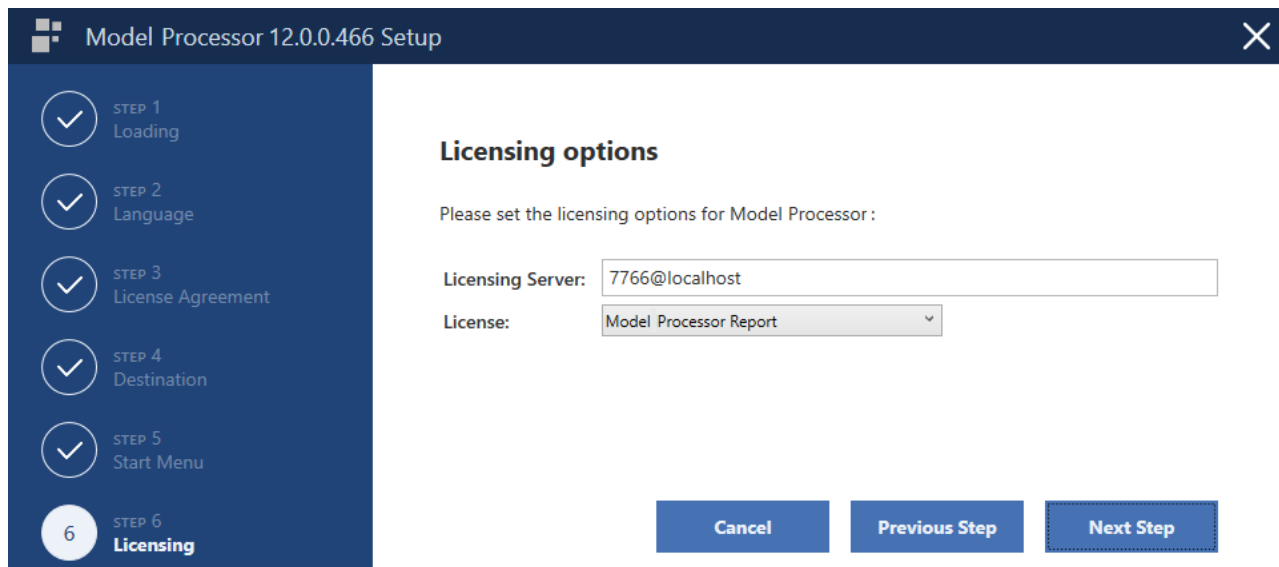 Model Processor 12.0.0.466 Setup
STEP 1
Loading
STEP 2
Language
STEP 3
License Agreement
STEP 4
Destination
STEP 5
Start Menu
6
STEP 6
Licensing
Licensing options
Please set the licensing options for Model Processor :
Licensing Server: 7766@localhost
License: Model Processor Report
Cancel Previous Step Next Step